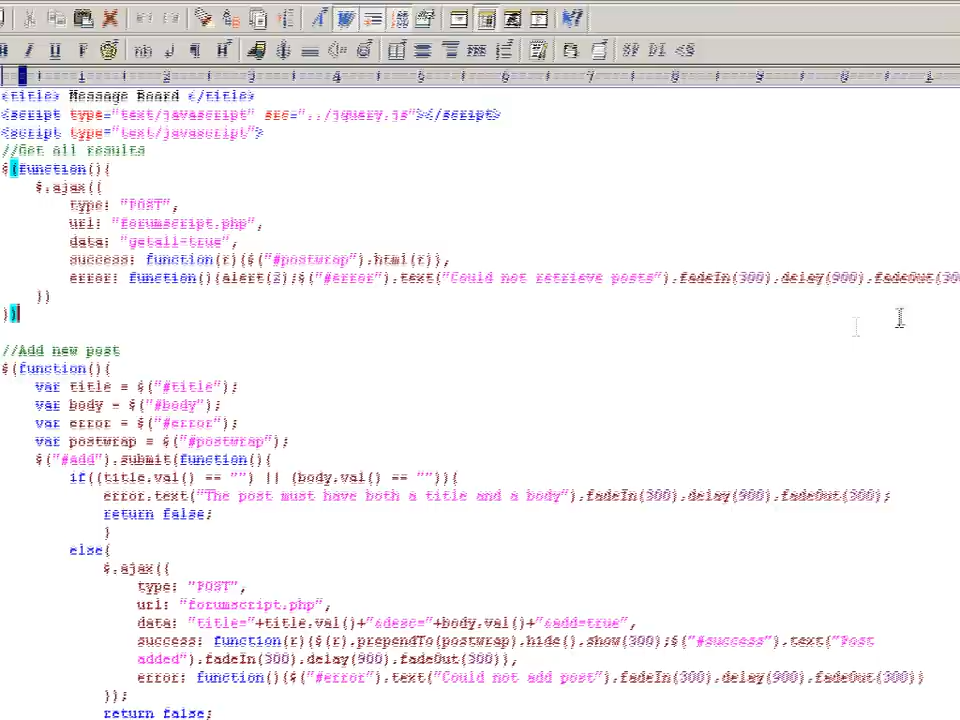 <title> Message Board </title>
<script type="text/javascript" src="../jquery.js"></script>
<script type="text/javascript">
//Get all results
$(function(){
$.ajax({
type: "POST",
url: "forumscript.php",
data: "getall=true",
success: function(r){$("#postwrap").html(r)},
error: function(){alert(2);$("#error").text("Could not retrieve posts").fadeIn(300).delay(900).fadeOut(300
})
})
//Add new post
$(function(){
var title = $("#title");
var body = $("#body");
var error = $("#error");
var postwrap = $("#postwrap");
$("#add").submit(function(){
if((title.val() == "") || (body.val() == "")){
error.text("The post must have both a title and a body").fadeIn(300).delay(900).fadeOut(300);
return false;
}
else{
$.ajax({
type: "POST",
url: "forumscript.php",
data: "title="+title.val()+"&desc="+body.val()+"&add=true",
success: function(r){$(r).prependTo(postwrap).hide().show(300);$("#success").text("Post
added").fadeIn(300).delay(900).fadeOut(300)},
error: function(){$("#error").text("Could not add post").fadeIn(300).delay(900).fadeOut(300)}
});
return false;